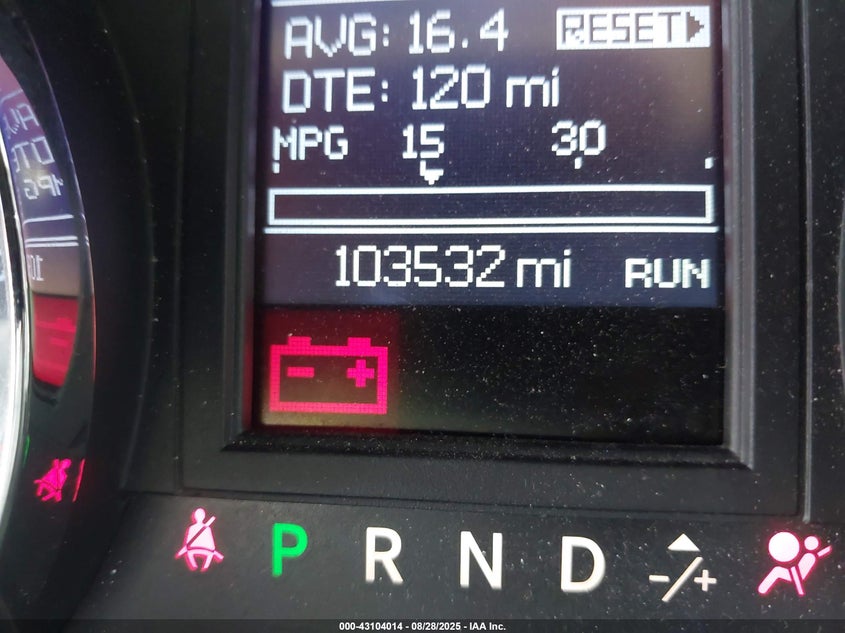 AVG: 16.4 RESET
DTE: 120 mi
MPG 15 30
103532 mi RUN
- +
P R N D -/+
000-43104014 - 08/28/2025 - IAA Inc.